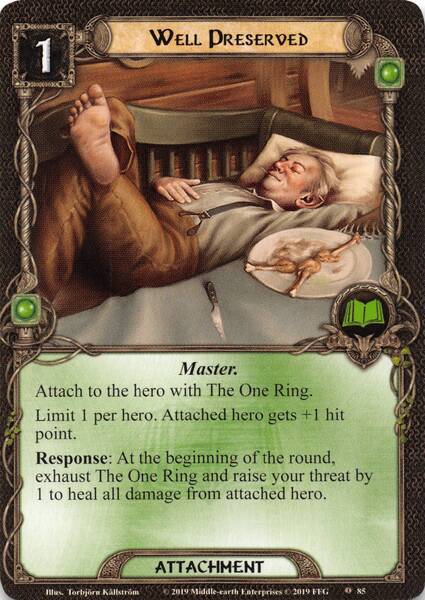 1
WELL PRESERVED
Master.
Attach to the hero with The One Ring.
Limit 1 per hero. Attached hero gets +1 hit
point.
Response: At the beginning of the round,
exhaust The One Ring and raise your threat by
1 to heal all damage from attached hero.
ATTACHMENT
Illus. Torbjörn Källström © 2019 Middle-earth Enterprises © 2019 FFG 85